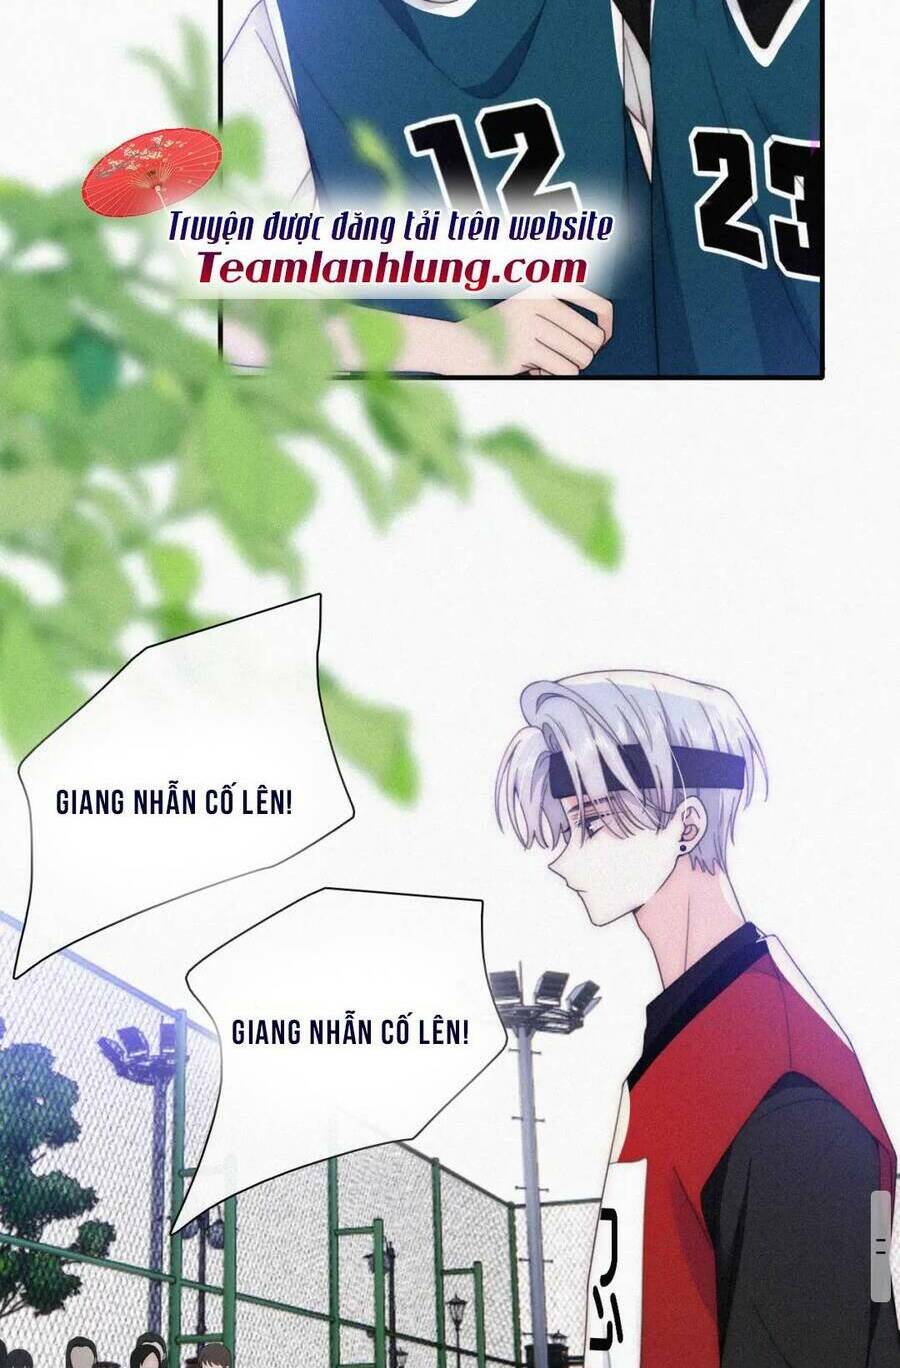 12
23
Truyện được đăng tải trên website
Teamlanhlung.com
GIANG NHẪN CỐ LÊN!
GIANG NHẪN CỐ LÊN!